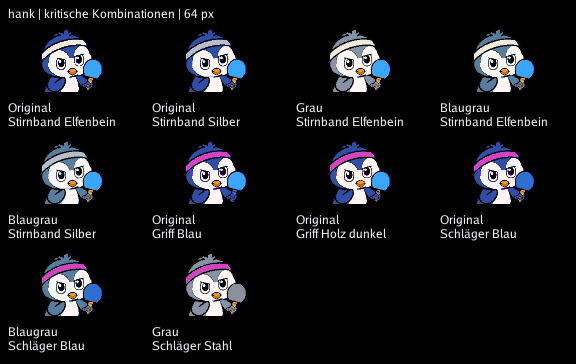 hank | kritische Kombinationen | 64 px
Original
Stirnband Elfenbein
Original
Stirnband Silber
Grau
Stirnband Elfenbein
Blaugrau
Stirnband Elfenbein
Blaugrau
Stirnband Silber
Original
Griff Blau
Original
Griff Holz dunkel
Original
Schläger Blau
Blaugrau
Schläger Blau
Grau
Schläger Stahl